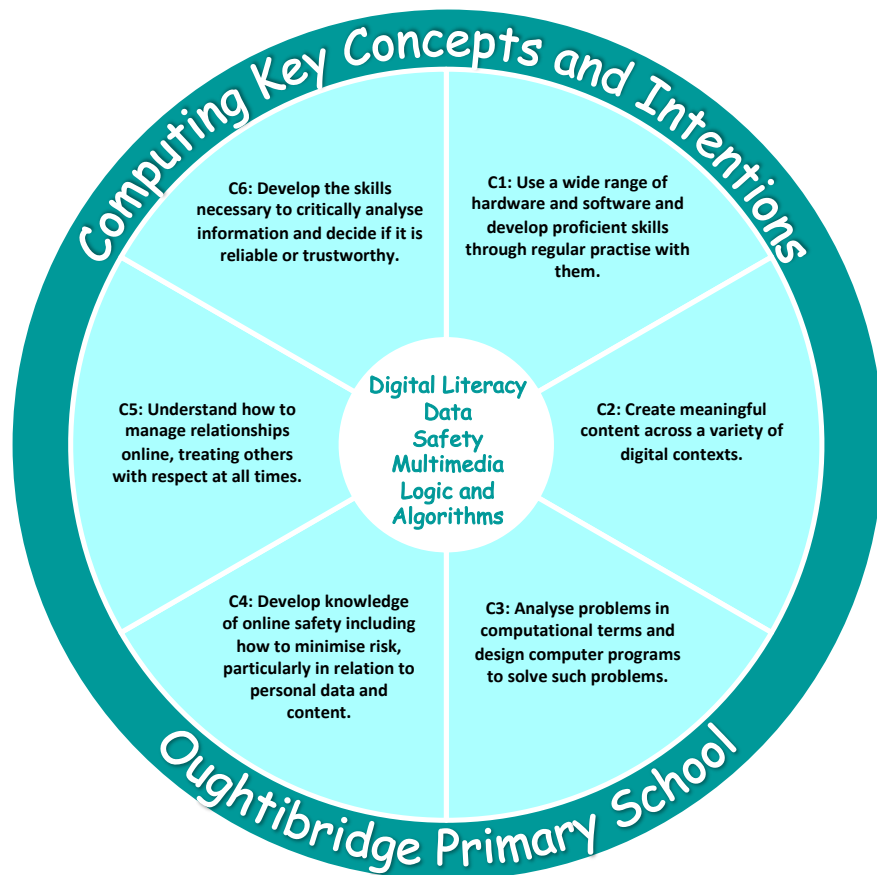 Computing Key Concepts and Intentions
C1: Use a wide range of
hardware and software and
develop proficient skills
through regular practise with
them.
C2: Create meaningful
content across a variety of
digital contexts.
C3: Analyse problems in
computational terms and
design computer programs
to solve such problems.
C4: Develop knowledge
of online safety including
how to minimise risk,
particularly in relation to
personal data and
content.
C5: Understand how to
manage relationships
online, treating others
with respect at all times.
C6: Develop the skills
necessary to critically analyse
information and decide if it is
reliable or trustworthy.
Digital Literacy
Data
Safety
Multimedia
Logic and
Algorithms
Oughtibridge Primary School